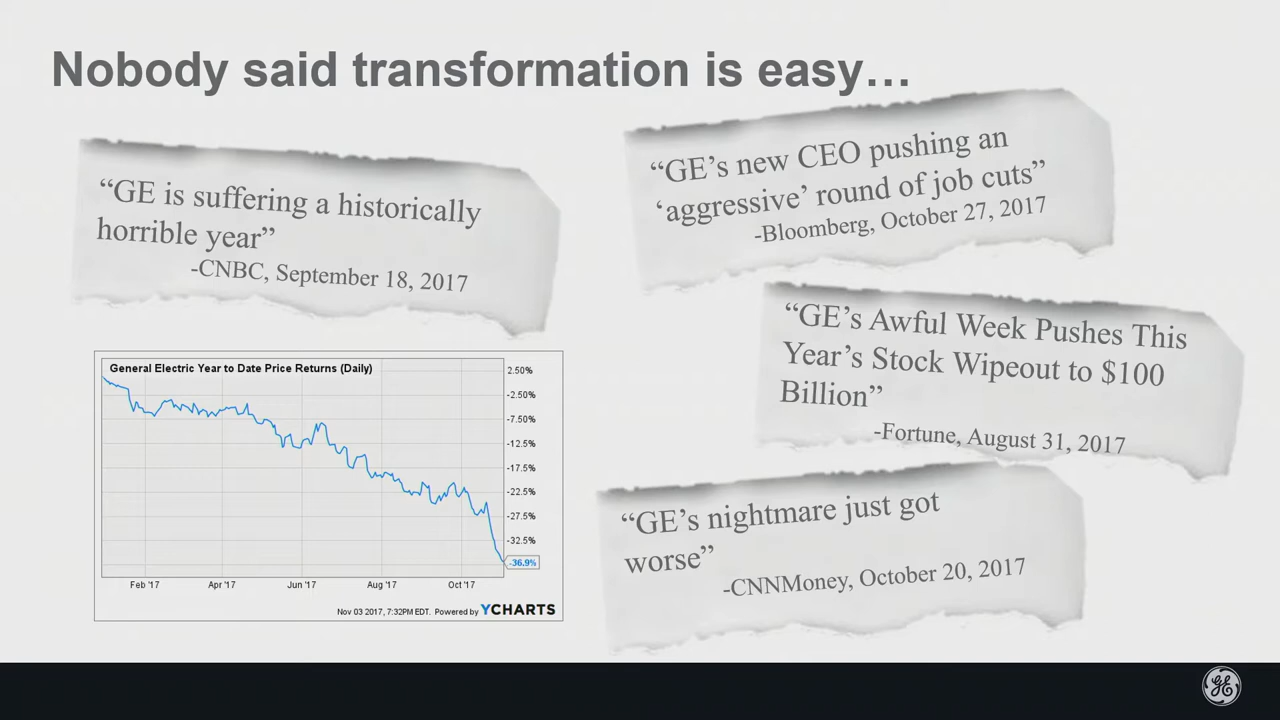 Nobody said transformation is easy…
“GE is suffering a historically
horrible year”
-CNBC, September 18, 2017
“GE’s new CEO pushing an
‘aggressive’ round of job cuts”
-Bloomberg, October 27, 2017
“GE’s Awful Week Pushes This
Year’s Stock Wipeout to $100
Billion”
-Fortune, August 31, 2017
“GE’s nightmare just got
worse”
-CNNMoney, October 20, 2017
General Electric Year to Date Price Returns (Daily)
2.50%
-2.50%
-7.50%
-12.5%
-17.5%
-22.5%
-27.5%
-32.5%
-36.9%
Feb '17 Apr '17 Jun '17 Aug '17 Oct '17
Nov 03 2017, 7:32PM EDT. Powered by YCHARTS
GE